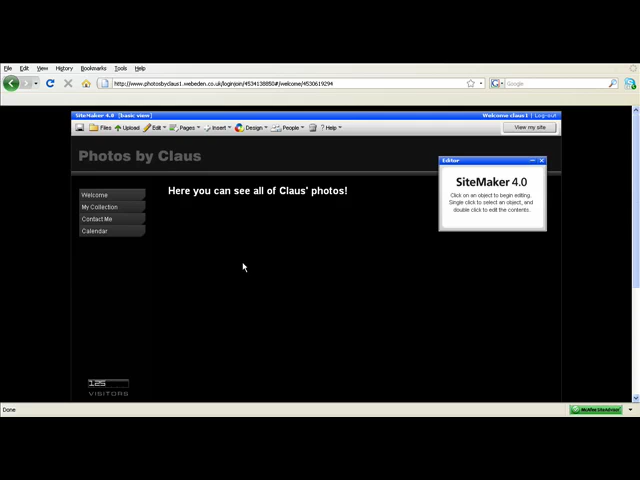 File Edit View History Bookmarks Tools Help
http://www.photosbyclaus1.webeden.co.uk/loginjoin/4534138850#/welcome/4530619294
Google
SiteMaker 4.0 [basic view]
Welcome claus1 | Log-out
Files Upload Edit Pages Insert Design People Help
View my site
Photos by Claus
Editor
SiteMaker 4.0
Click on an object to begin editing.
Single click to select an object, and
double click to edit the contents.
Here you can see all of Claus' photos!
Welcome
My Collection
Contact Me
Calendar
125
VISITORS
Done
McAfee SiteAdvisor